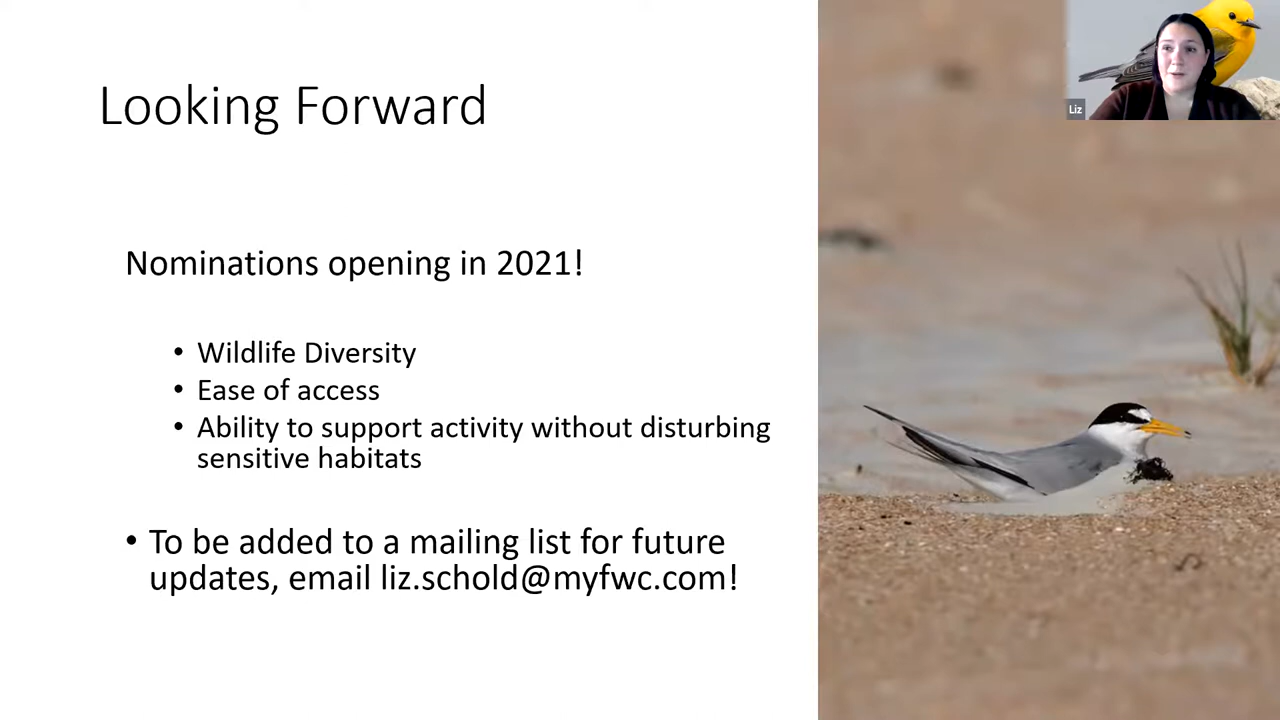 Liz
Looking Forward
Nominations opening in 2021!
• Wildlife Diversity
• Ease of access
• Ability to support activity without disturbing
sensitive habitats
• To be added to a mailing list for future
updates, email liz.schold@myfwc.com!